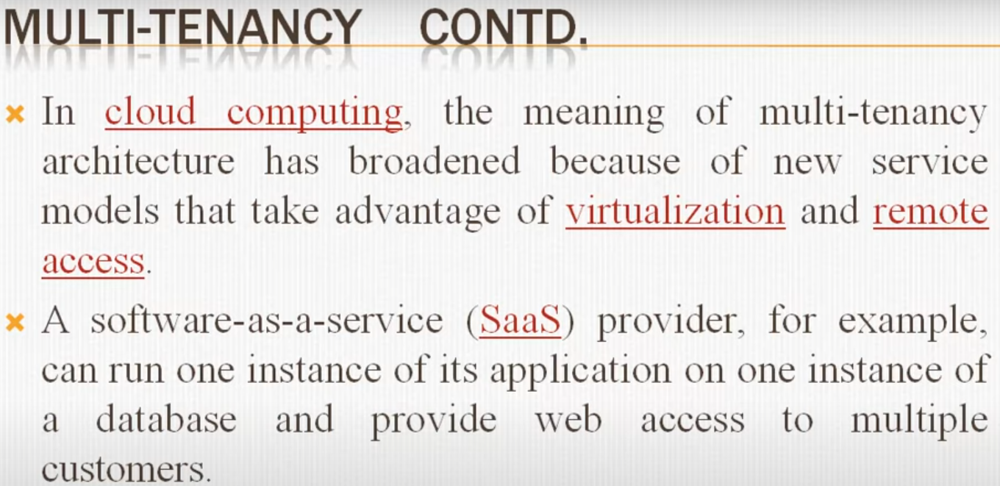 MULTI-TENANCY CONTD.
In cloud computing, the meaning of multi-tenancy
architecture has broadened because of new service
models that take advantage of virtualization and remote
access.
A software-as-a-service (SaaS) provider, for example,
can run one instance of its application on one instance of
a database and provide web access to multiple
customers.